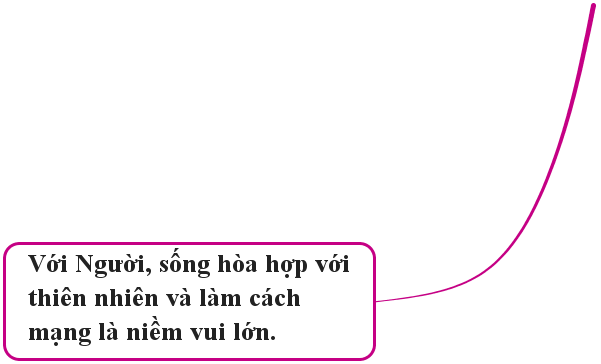 Với Người, sống hòa hợp với
thiên nhiên và làm cách
mạng là niềm vui lớn.